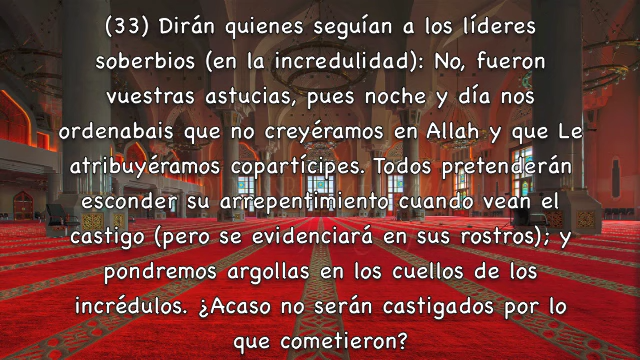 (33) Dirán quienes seguían a los líderes
soberbios (en la incredulidad): No, fueron
vuestras astucias, pues noche y día nos
ordenabais que no creyéramos en Allah y que Le
atribuyéramos copartícipes. Todos pretenderán
esconder su arrepentimiento cuando vean el
castigo (pero se evidenciará en sus rostros); y
pondremos argollas en los cuellos de los
incrédulos. ¿Acaso no serán castigados por lo
que cometieron?